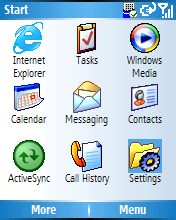 Start
Internet
Explorer
Tasks
Windows
Media
Calendar
Messaging
Contacts
ActiveSync
Call History
Settings
More
Menu